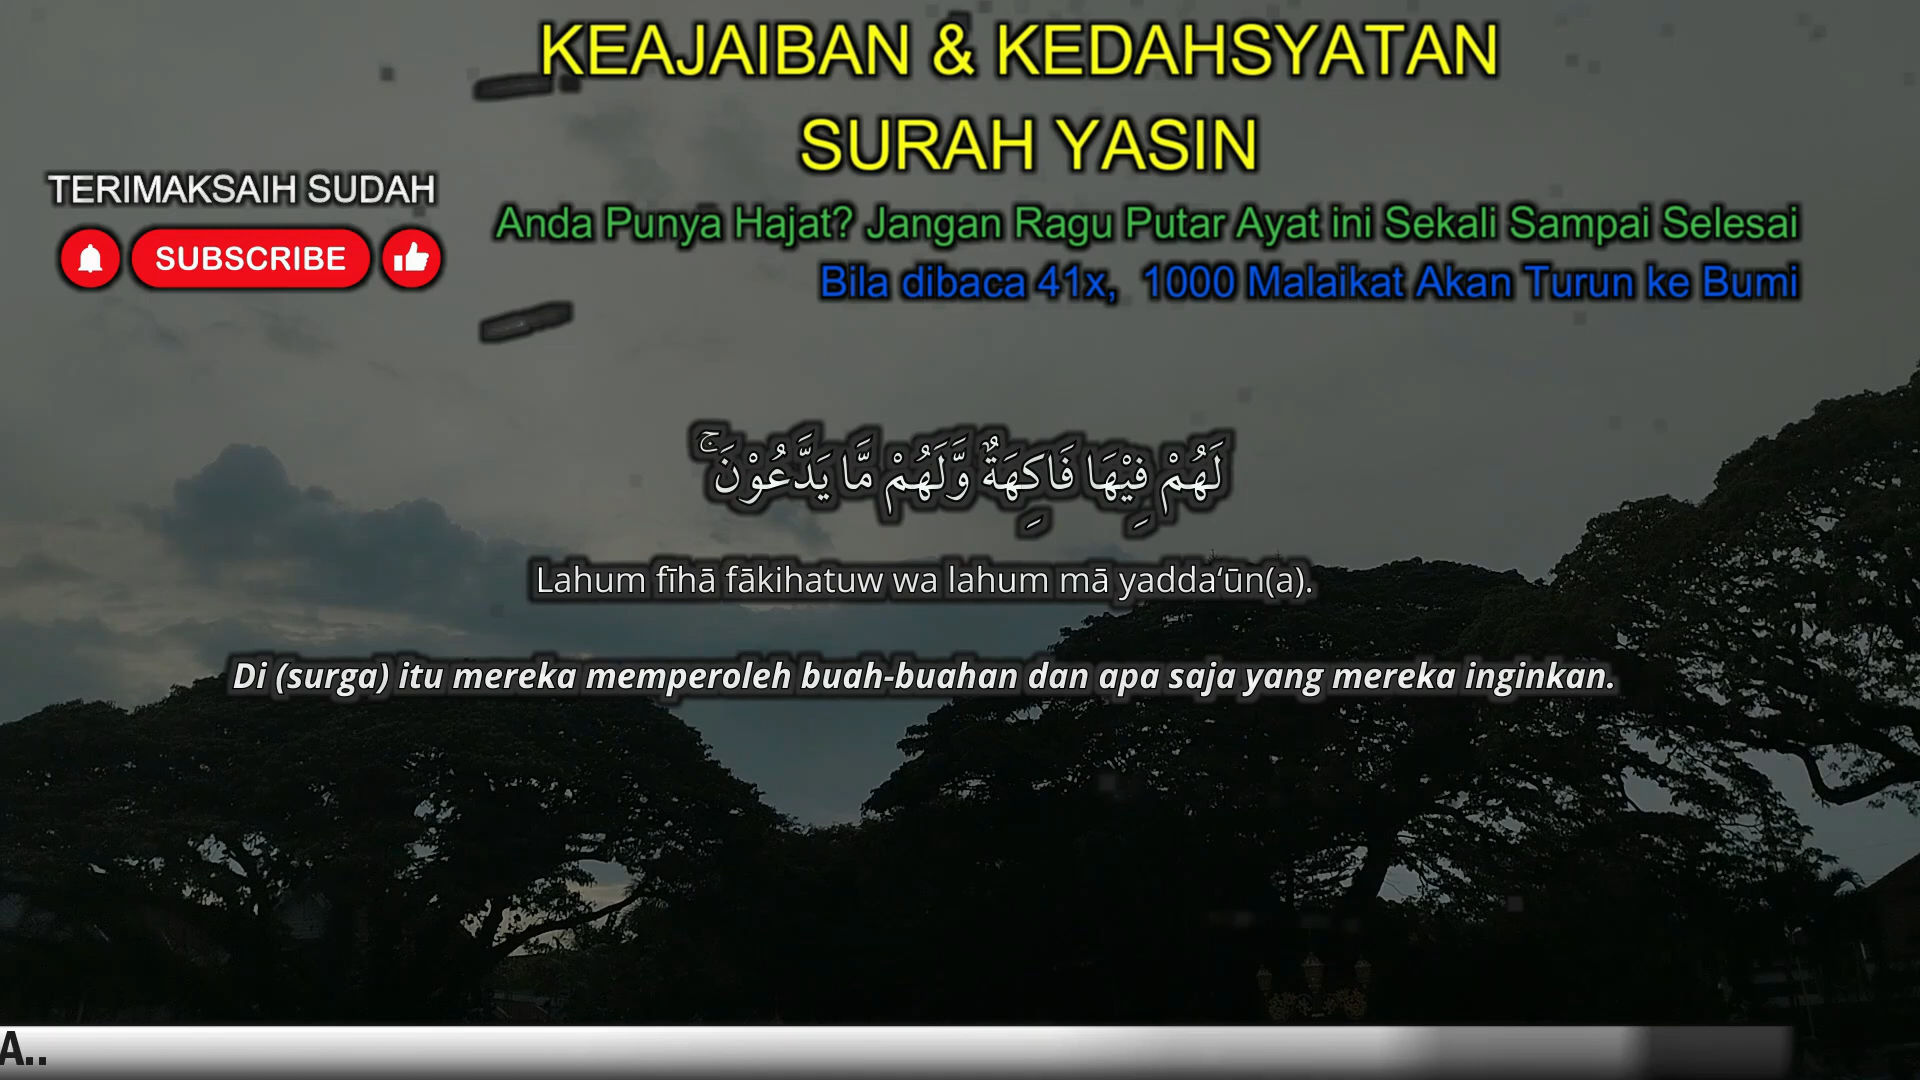 KEAJAIBAN & KEDAHSYATAN
SURAH YASIN
TERIMAKSAIH SUDAH
SUBSCRIBE
Anda Punya Hajat? Jangan Ragu Putar Ayat ini Sekali Sampai Selesai
Bila dibaca 41x, 1000 Malaikat Akan Turun ke Bumi
لَهُمْ فِيْهَا فَاكِهَةٌ وَّلَهُمْ مَّا يَدَّعُوْنَ ۚ
Lahum fīhā fākihatuw wa lahum mā yadda‘ūn(a).
Di (surga) itu mereka memperoleh buah-buahan dan apa saja yang mereka inginkan.
A..